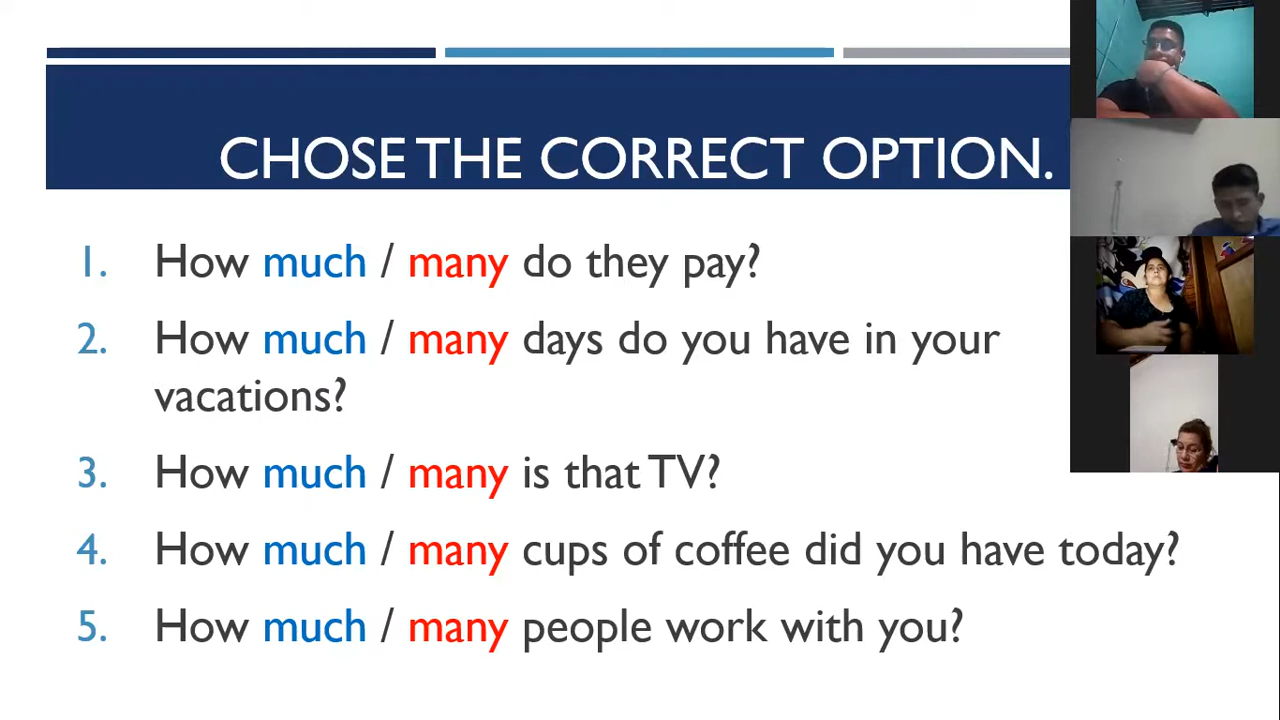 CHOSE THE CORRECT OPTION.
1. How much / many do they pay?
2. How much / many days do you have in your
vacations?
3. How much / many is that TV?
4. How much / many cups of coffee did you have today?
5. How much / many people work with you?